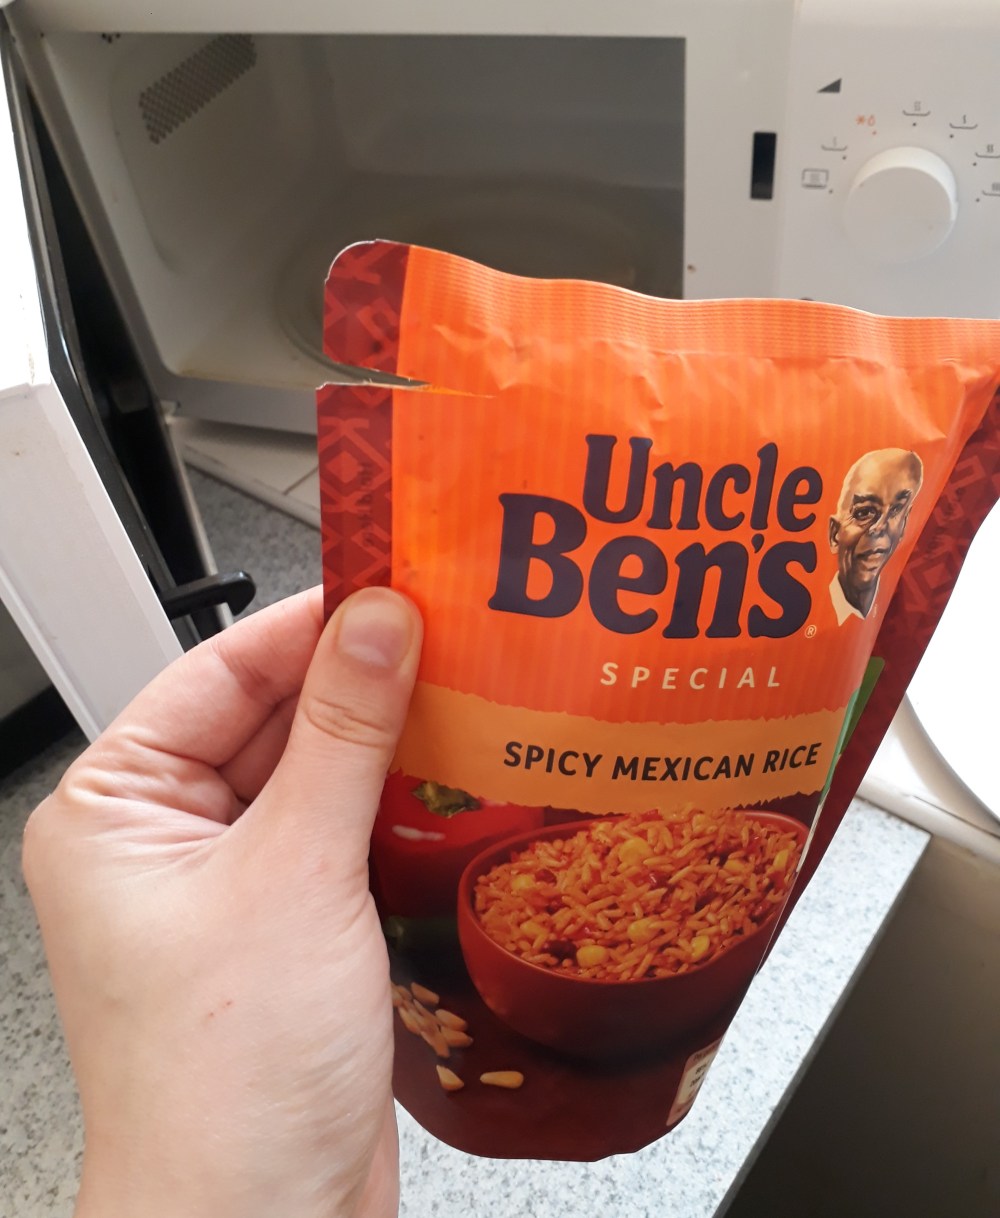 Uncle
Ben's®
SPECIAL
SPICY MEXICAN RICE